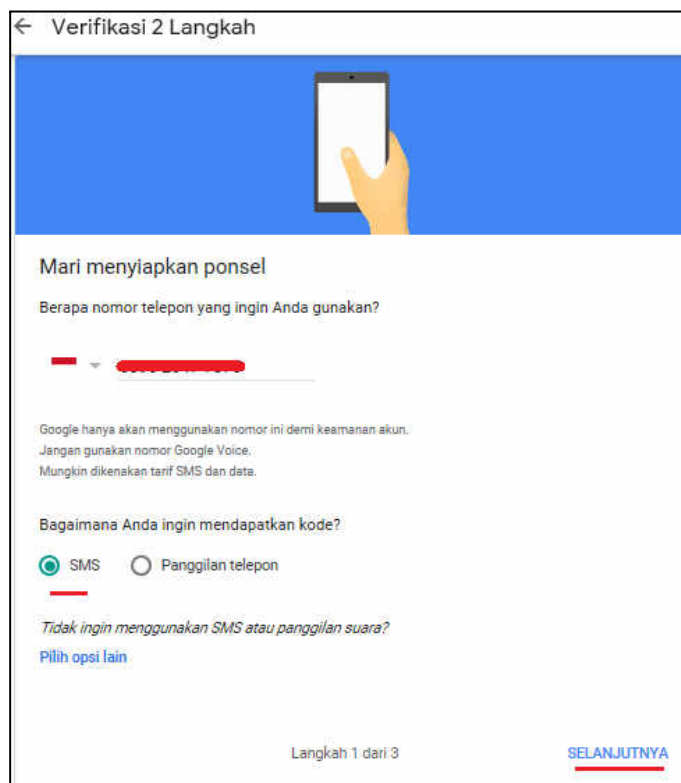 Verifikasi 2 Langkah
Mari menyiapkan ponsel
Berapa nomor telepon yang ingin Anda gunakan?
Google hanya akan menggunakan nomor ini demi keamanan akun.
Jangan gunakan nomor Google Voice.
Mungkin dikenakan tarif SMS dan data.
Bagaimana Anda ingin mendapatkan kode?
SMS Panggilan telepon
Tidak ingin menggunakan SMS atau panggilan suara?
Pilih opsi lain
Langkah 1 dari 3 SELANJUTNYA